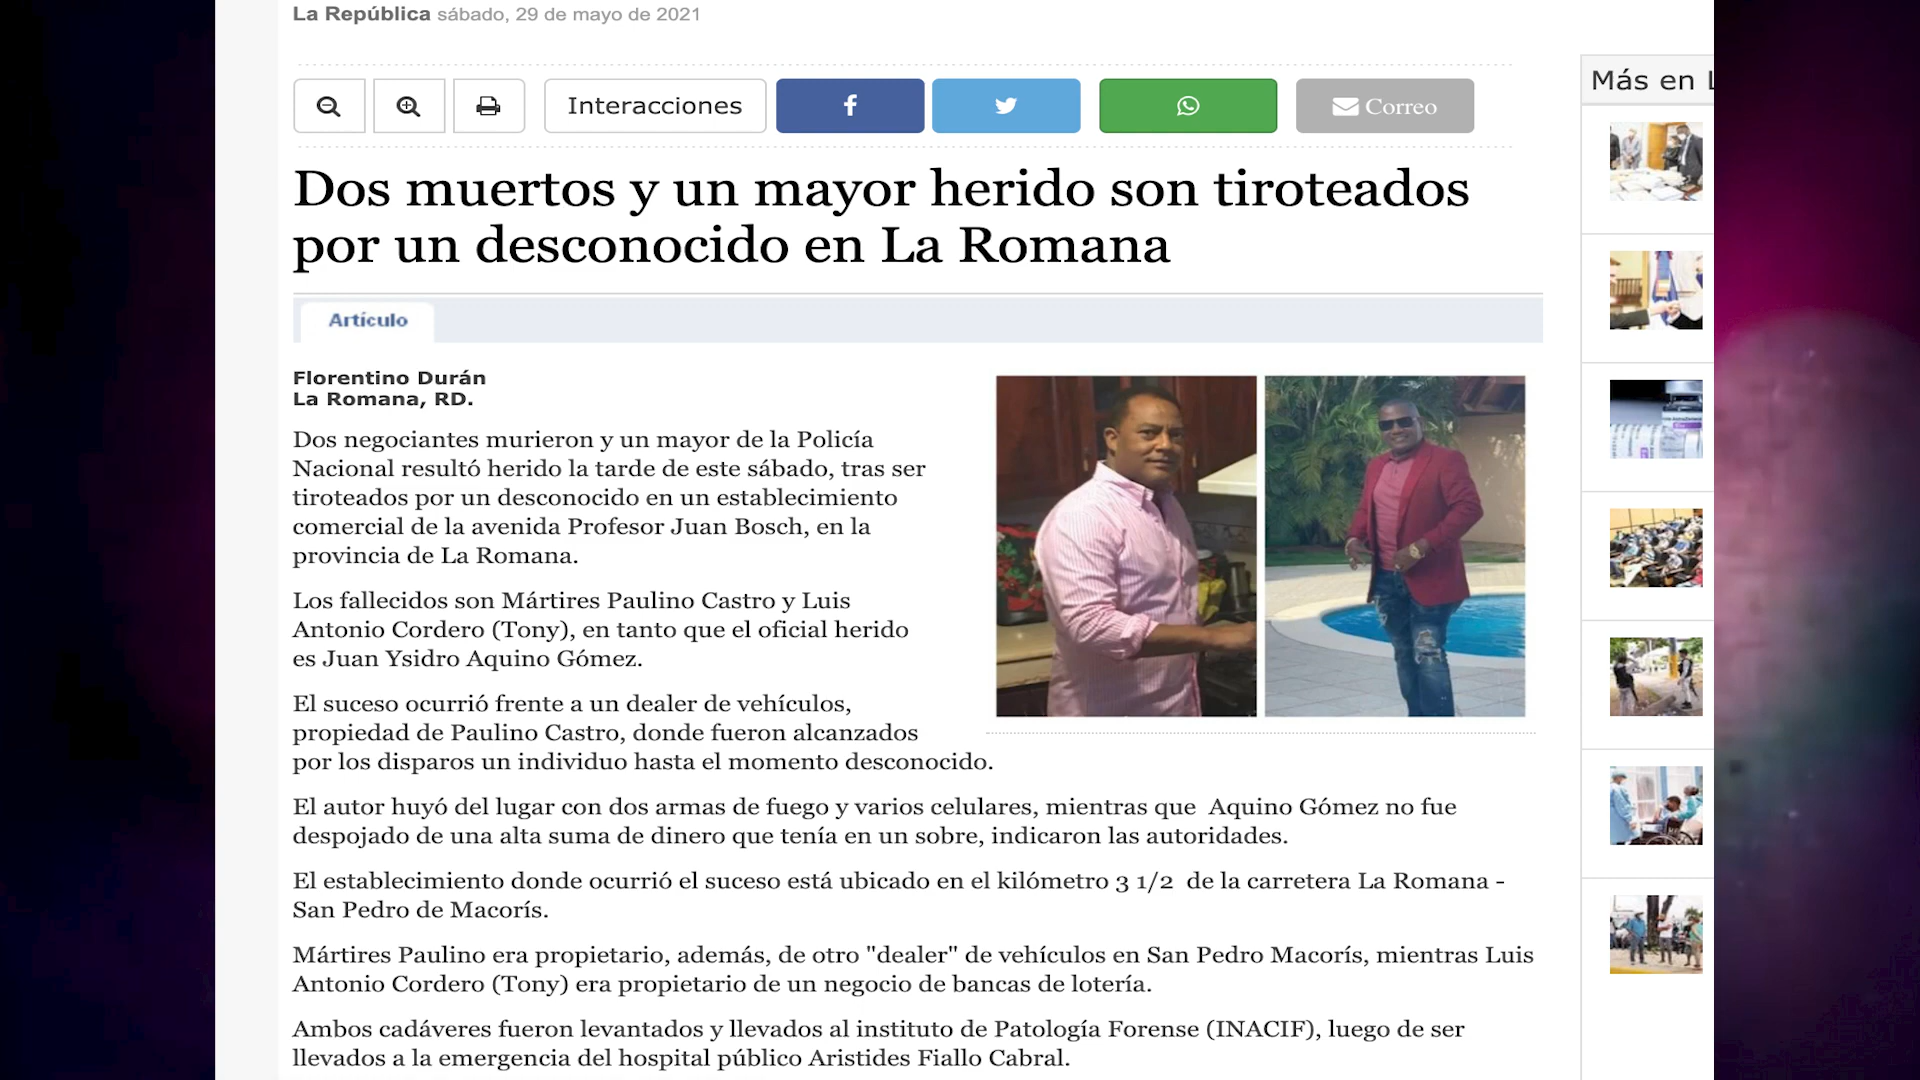 La República sábado, 29 de mayo de 2021
Interacciones
Correo
Más en
Dos muertos y un mayor herido son tiroteados
por un desconocido en La Romana
Artículo
Florentino Durán
La Romana, RD.
Dos negociantes murieron y un mayor de la Policía
Nacional resultó herido la tarde de este sábado, tras ser
tiroteados por un desconocido en un establecimiento
comercial de la avenida Profesor Juan Bosch, en la
provincia de La Romana.
Los fallecidos son Mártires Paulino Castro y Luis
Antonio Cordero (Tony), en tanto que el oficial herido
es Juan Ysidro Aquino Gómez.
El suceso ocurrió frente a un dealer de vehículos,
propiedad de Paulino Castro, donde fueron alcanzados
por los disparos un individuo hasta el momento desconocido.
El autor huyó del lugar con dos armas de fuego y varios celulares, mientras que Aquino Gómez no fue
despojado de una alta suma de dinero que tenía en un sobre, indicaron las autoridades.
El establecimiento donde ocurrió el suceso está ubicado en el kilómetro 3 1/2 de la carretera La Romana -
San Pedro de Macorís.
Mártires Paulino era propietario, además, de otro "dealer" de vehículos en San Pedro Macorís, mientras Luis
Antonio Cordero (Tony) era propietario de un negocio de bancas de lotería.
Ambos cadáveres fueron levantados y llevados al instituto de Patología Forense (INACIF), luego de ser
llevados a la emergencia del hospital público Aristides Fiallo Cabral.